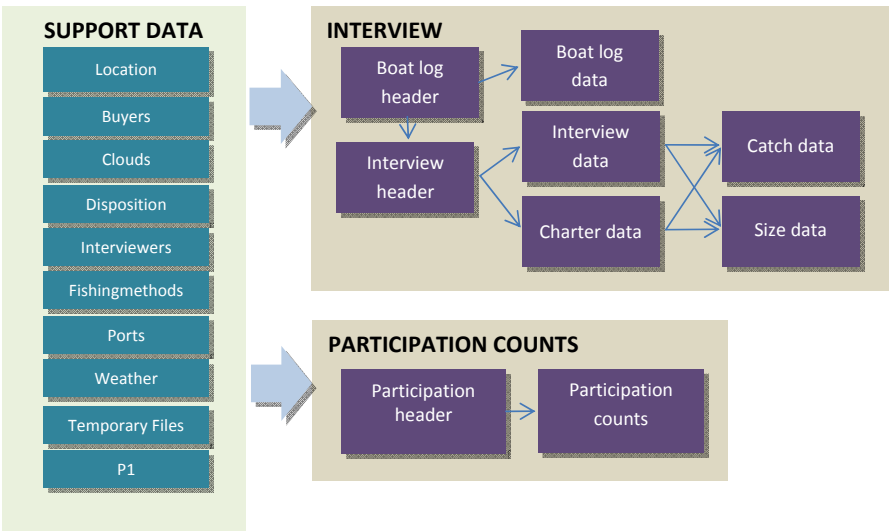 SUPPORT DATA
Location
Buyers
Clouds
Disposition
Interviewers
Fishingmethods
Ports
Weather
Temporary Files
P1
INTERVIEW
Boat log
header
Boat log
data
Interview
header
Interview
data
Charter data
Catch data
Size data
PARTICIPATION COUNTS
Participation
header
Participation
counts